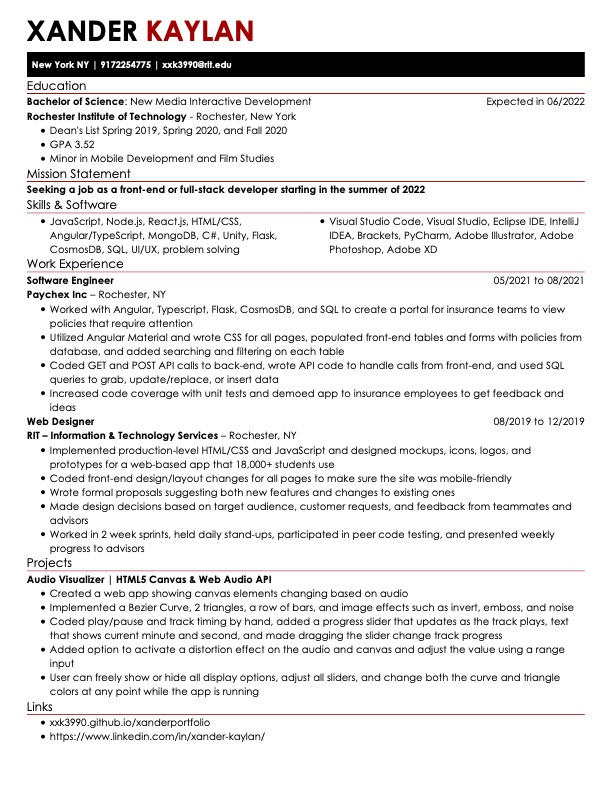 XANDER KAYLAN
New York NY | 9172254775 | xxk3990@rit.edu
Education
Bachelor of Science: New Media Interactive Development Expected in 06/2022
Rochester Institute of Technology - Rochester, New York
• Dean's List Spring 2019, Spring 2020, and Fall 2020
• GPA 3.52
• Minor in Mobile Development and Film Studies
Mission Statement
Seeking a job as a front-end or full-stack developer starting in the summer of 2022
Skills & Software
• JavaScript, Node.js, React.js, HTML/CSS,
Angular/TypeScript, MongoDB, C#, Unity, Flask,
CosmosDB, SQL, UI/UX, problem solving
• Visual Studio Code, Visual Studio, Eclipse IDE, IntelliJ
IDEA, Brackets, PyCharm, Adobe Illustrator, Adobe
Photoshop, Adobe XD
Work Experience
Software Engineer 05/2021 to 08/2021
Paychex Inc – Rochester, NY
• Worked with Angular, Typescript, Flask, CosmosDB, and SQL to create a portal for insurance teams to view
policies that require attention
• Utilized Angular Material and wrote CSS for all pages, populated front-end tables and forms with policies from
database, and added searching and filtering on each table
• Coded GET and POST API calls to back-end, wrote API code to handle calls from front-end, and used SQL
queries to grab, update/replace, or insert data
• Increased code coverage with unit tests and demoed app to insurance employees to get feedback and
ideas
Web Designer 08/2019 to 12/2019
RIT – Information & Technology Services – Rochester, NY
• Implemented production-level HTML/CSS and JavaScript and designed mockups, icons, logos, and
prototypes for a web-based app that 18,000+ students use
• Coded front-end design/layout changes for all pages to make sure the site was mobile-friendly
• Wrote formal proposals suggesting both new features and changes to existing ones
• Made design decisions based on target audience, customer requests, and feedback from teammates and
advisors
• Worked in 2 week sprints, held daily stand-ups, participated in peer code testing, and presented weekly
progress to advisors
Projects
Audio Visualizer | HTML5 Canvas & Web Audio API
• Created a web app showing canvas elements changing based on audio
• Implemented a Bezier Curve, 2 triangles, a row of bars, and image effects such as invert, emboss, and noise
• Coded play/pause and track timing by hand, added a progress slider that updates as the track plays, text
that shows current minute and second, and made dragging the slider change track progress
• Added option to activate a distortion effect on the audio and canvas and adjust the value using a range
input
• User can freely show or hide all display options, adjust all sliders, and change both the curve and triangle
colors at any point while the app is running
Links
• xxk3990.github.io/xanderportfolio
• https://www.linkedin.com/in/xander-kaylan/